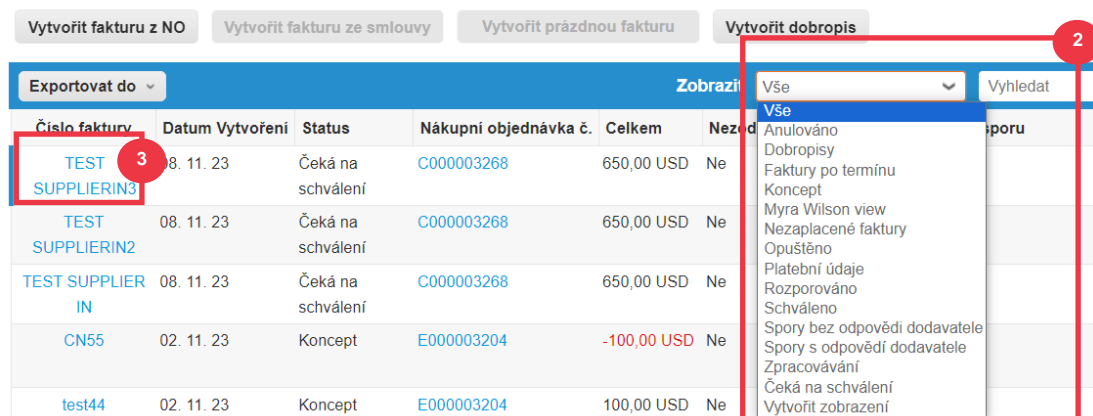 Vytvořit fakturu z NO Vytvořit fakturu ze smlouvy Vytvořit prázdnou fakturu Vytvořit dobropis
2
Exportovat do Zobrazit Vše Vyhledat
Číslo faktury Datum Vytvoření Status Nákupní objednávka č. Celkem sporu
TEST 3 08. 11. 23 Čeká na C000003268 650,00 USD Ne
SUPPLIERIN3 schválení
TEST 08. 11. 23 Čeká na C000003268 650,00 USD Ne
SUPPLIERIN2 schválení
TEST SUPPLIER 08. 11. 23 Čeká na C000003268 650,00 USD Ne
IN schválení
CN55 02. 11. 23 Koncept E000003204 -100,00 USD Ne
test44 02. 11. 23 Koncept E000003204 100,00 USD Ne
Vše
Anulováno
Dobropisy
Faktury po termínu
Koncept
Myra Wilson view
Nezaplacené faktury
Opuštěno
Platební údaje
Rozporováno
Schváleno
Spory bez odpovědi dodavatele
Spory s odpovědí dodavatele
Zpracovávání
Čeká na schválení
Vytvořit zobrazení